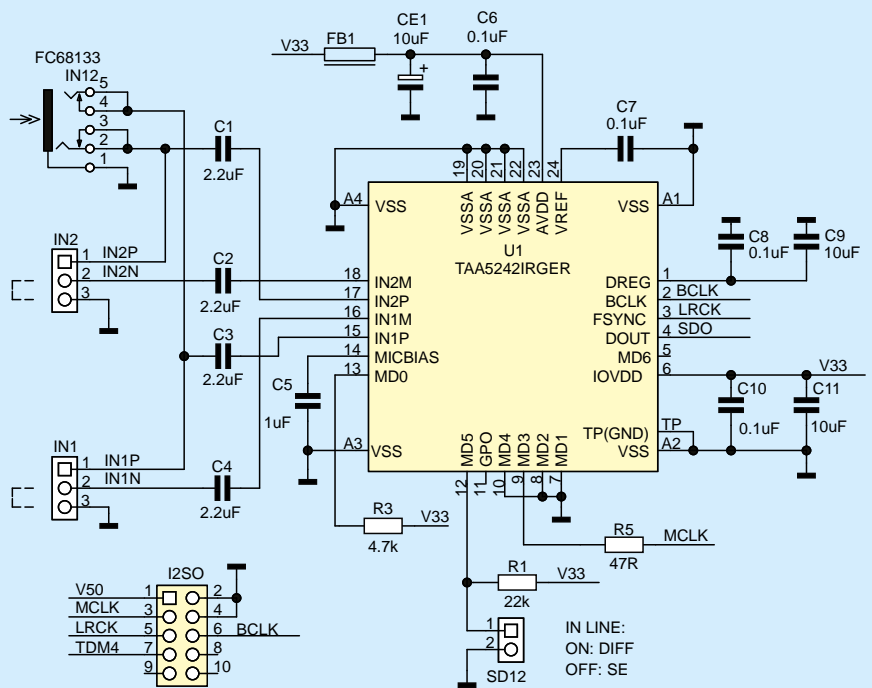 V33
FB1
CE1
10uF
C6
0.1uF
FC68133
IN12
5
4
3
2
1
C1
2.2uF
C7
0.1uF
19
20
21
22
23
24
A4
VSS
VSSA
VSSA
VSSA
VSSA
AVDD
VREF
VSS
A1
U1
TAA5242IRGER
C8
0.1uF
C9
10uF
IN2
1
IN2P
2
IN2N
3
C2
2.2uF
18
IN2M
17
IN2P
16
IN1M
15
IN1P
14
MICBIAS
13
MD0
DREG
1
BCLK
2
BCLK
FSYNC
3
LRCK
DOUT
4
SDO
MD6
5
IOVDD
6
V33
C3
2.2uF
C5
1uF
C10
0.1uF
C11
10uF
A3
VSS
TP(GND)
TP
VSS
A2
IN1
1
IN1P
2
IN1N
3
C4
2.2uF
MD5
GPO
MD4
MD3
MD2
MD1
12
11
10
9
8
7
R3
4.7k
V33
R5
47R
MCLK
R1
22k
V33
I2SO
V50
1
2
MCLK
3
4
LRCK
5
6
BCLK
TDM4
7
8
9
10
1
2
SD12
IN LINE:
ON: DIFF
OFF: SE